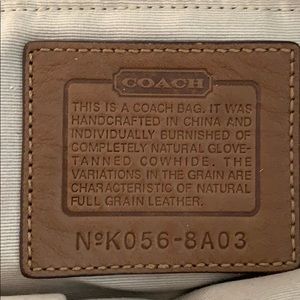 COACH
THIS IS A COACH BAG. IT WAS
HANDCRAFTED IN CHINA AND
INDIVIDUALLY BURNISHED OF
COMPLETELY NATURAL GLOVE-
TANNED COWHIDE. THE
VARIATIONS IN THE GRAIN ARE
CHARACTERISTIC OF NATURAL
FULL GRAIN LEATHER.
NºK056-8A03